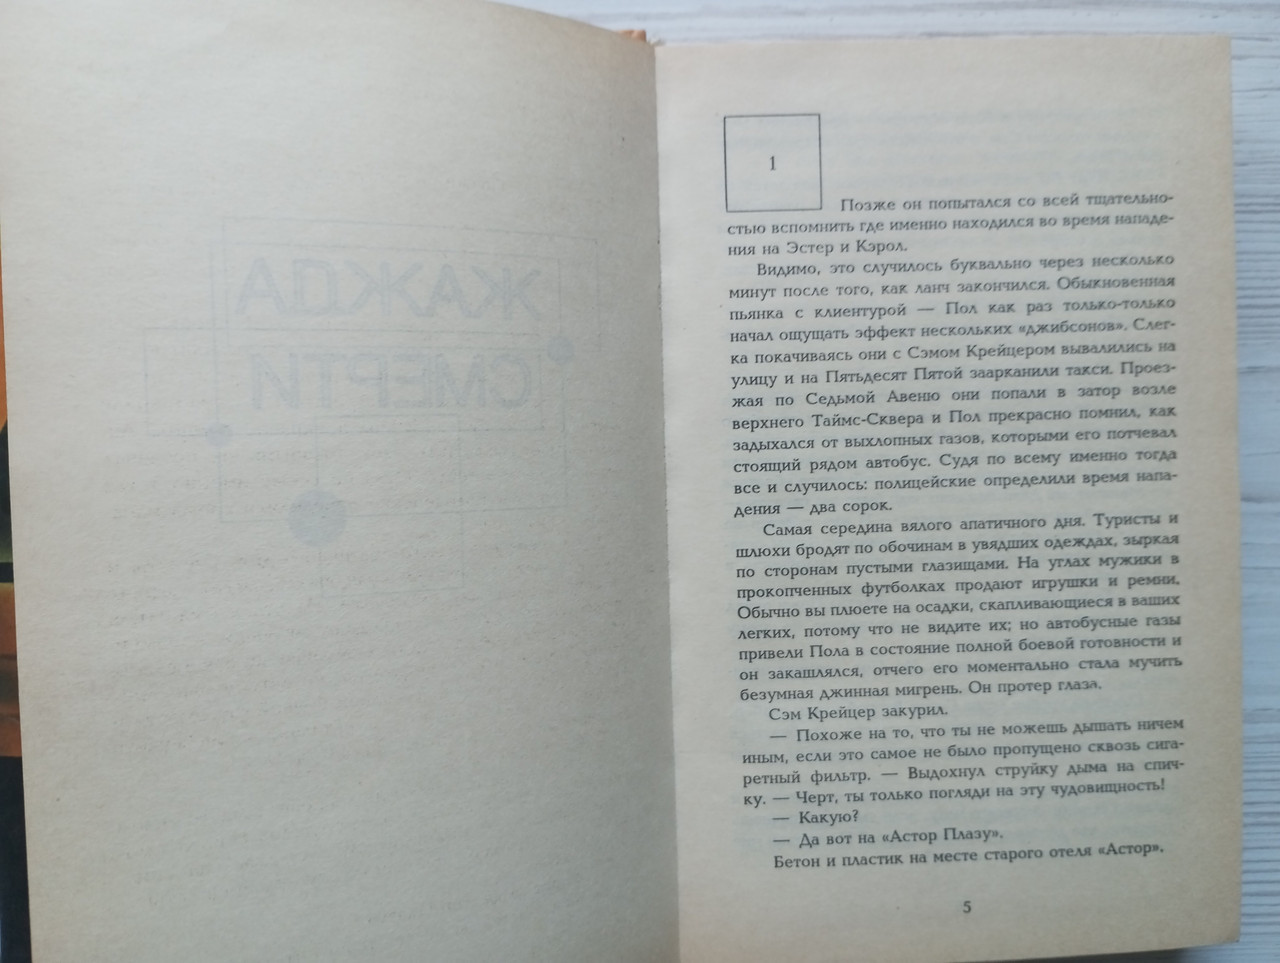 ЖАЖДА
СМЕРТИ
1
Позже он попытался со всей тщательно-
стью вспомнить где именно находился во время нападе-
ния на Эстер и Кэрол.
Видимо, это случилось буквально через несколько
минут после того, как ланч закончился. Обыкновенная
пьянка с клиентурой — Пол как раз только-только
начал ощущать эффект нескольких «джибсонов». Слег-
ка покачиваясь они с Сэмом Крейцером вывалились на
улицу и на Пятьдесят Пятой заарканили такси. Проез-
жая по Седьмой Авеню они попали в затор возле
верхнего Таймс-Сквера и Пол прекрасно помнил, как
задыхался от выхлопных газов, которыми его потчевал
стоящий рядом автобус. Судя по всему именно тогда
все и случилось: полицейские определили время напа-
дения — два сорок.
Самая середина вялого апатичного дня. Туристы и
шлюхи бродят по обочинам в увядших одеждах, зыркая
по сторонам пустыми глазищами. На углах мужики в
прокопченных футболках продают игрушки и ремни.
Обычно вы плюете на осадки, скапливающиеся в ваших
легких, потому что не видите их; но автобусные газы
привели Пола в состояние полной боевой готовности и
он закашлялся, отчего его моментально стала мучить
безумная джинная мигрень. Он протер глаза.
Сэм Крейцер закурил.
— Похоже на то, что ты не можешь дышать ничем
иным, если это самое не было пропущено сквозь сига-
ретный фильтр. — Выдохнул струйку дыма на спич-
ку. — Черт, ты только погляди на эту чудовищность!
— Какую?
— Да вот на «Астор Плазу».
Бетон и пластик на месте старого отеля «Астор».
5